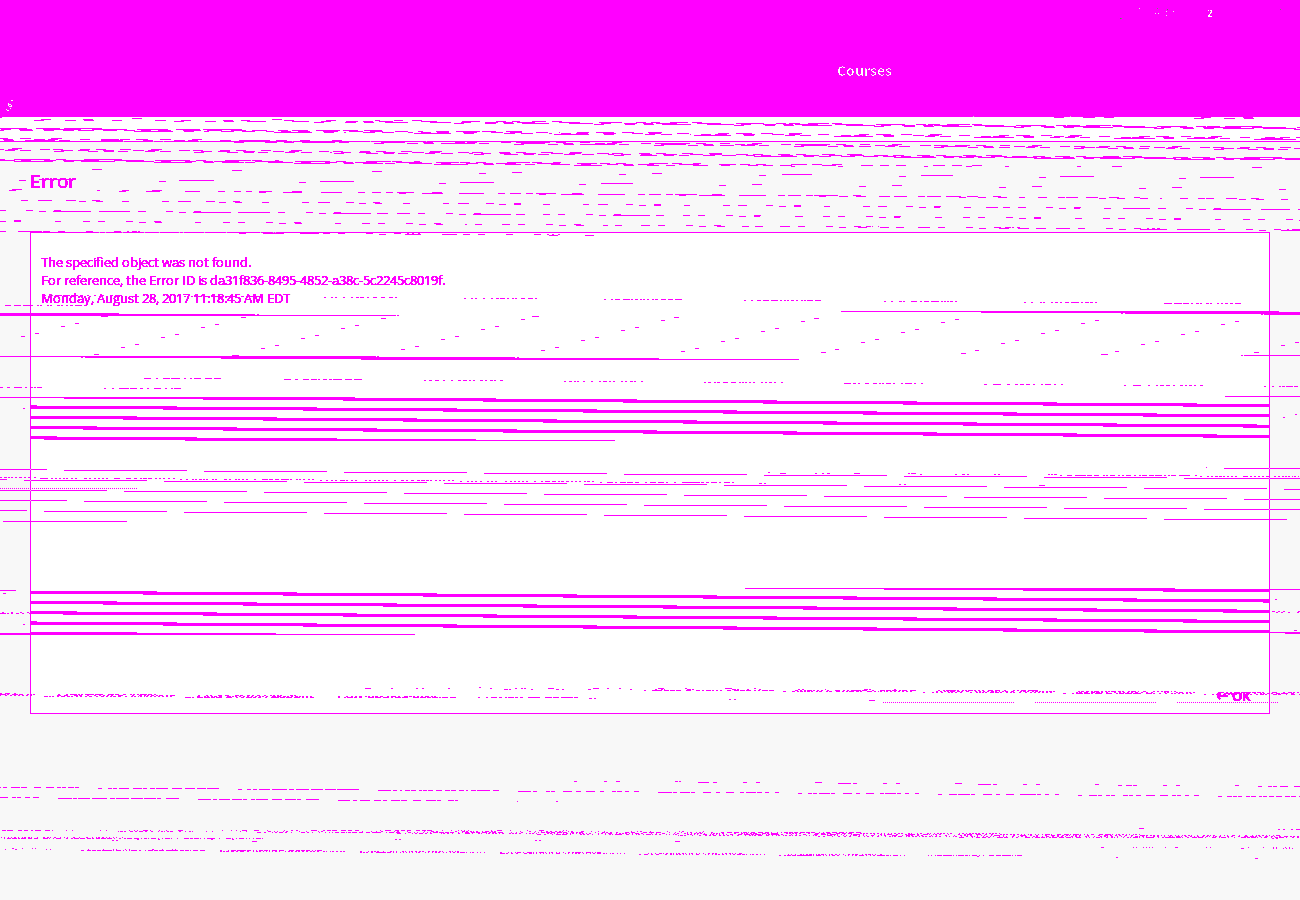 2
Courses
Error
The specified object was not found.
For reference, the Error ID is da31f836-8495-4852-a38c-5c2245c8019f.
Monday, August 28, 2017 11:18:45 AM EDT
← OK